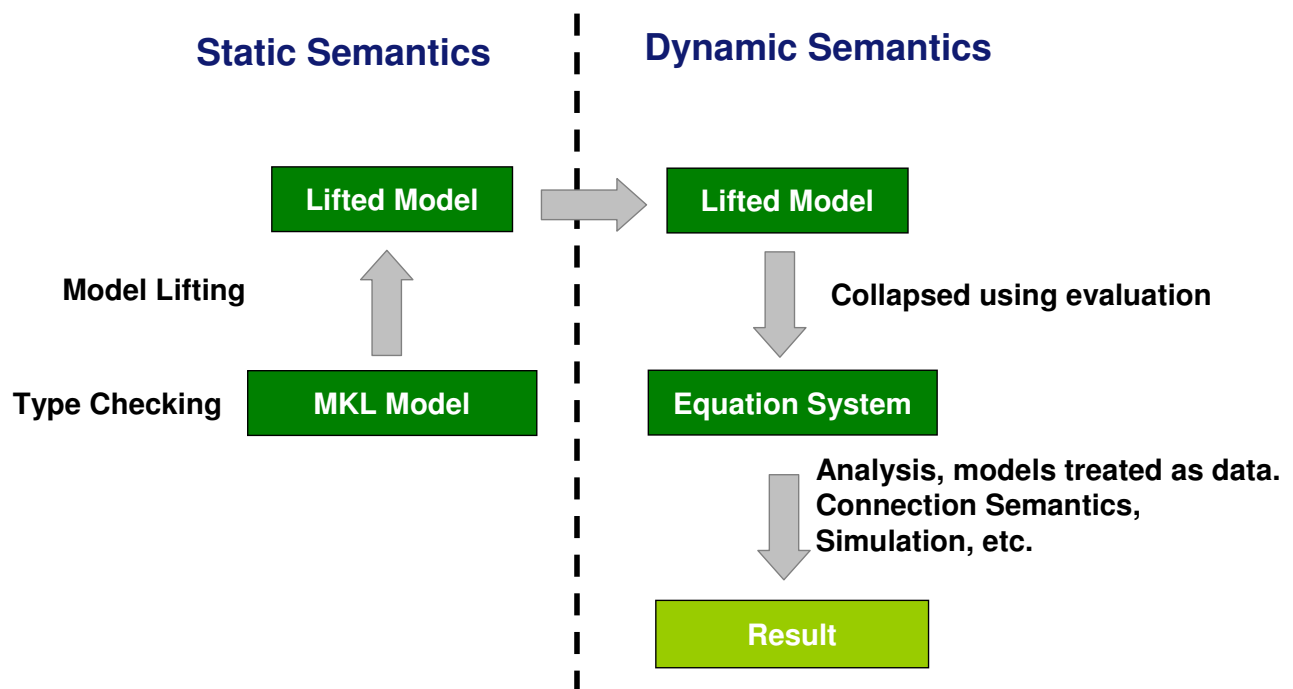 Static Semantics
Dynamic Semantics
Lifted Model
Lifted Model
Model Lifting
Collapsed using evaluation
Type Checking
MKL Model
Equation System
Analysis, models treated as data.
Connection Semantics,
Simulation, etc.
Result